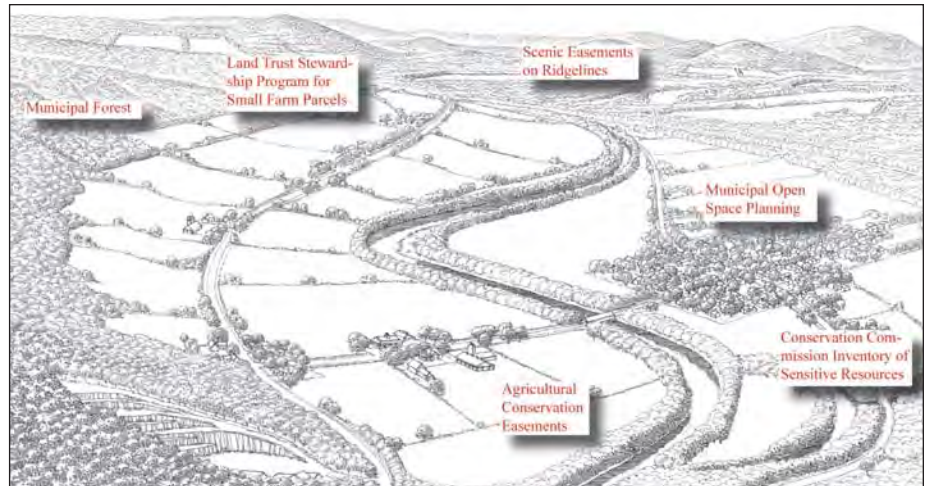 Scenic Easements
on Ridgelines
Land Trust Steward-
ship Program for
Small Farm Parcels
Municipal Forest
Municipal Open
Space Planning
Conservation Com-
mission Inventory of
Sensitive Resources
Agricultural
Conservation
Easements